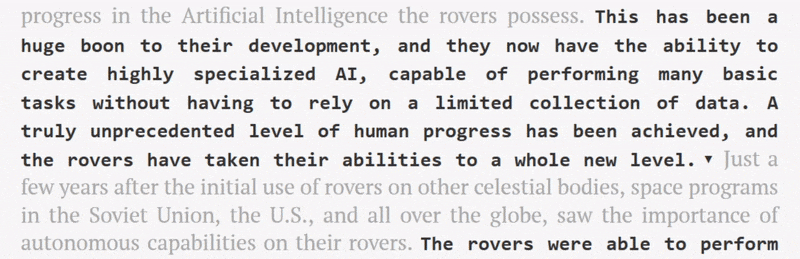 progress in the Artificial Intelligence the rovers possess. This has been a
huge boon to their development, and they now have the ability to
create highly specialized AI, capable of performing many basic
tasks without having to rely on a limited collection of data. A
truly unprecedented level of human progress has been achieved, and
the rovers have taken their abilities to a whole new level. ▼ Just a
few years after the initial use of rovers on other celestial bodies, space programs
in the Soviet Union, the U.S., and all over the globe, saw the importance of
autonomous capabilities on their rovers. The rovers were able to perform